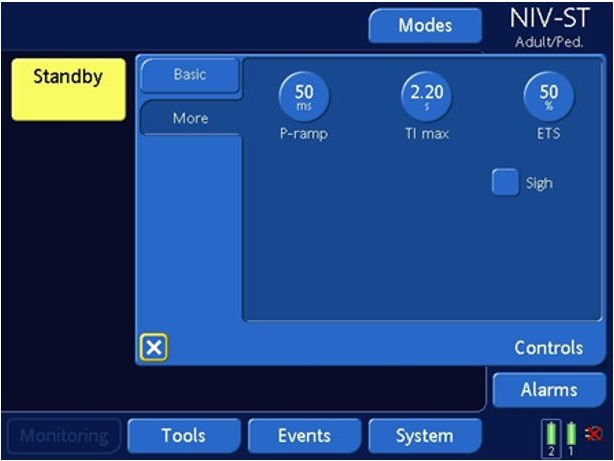 Modes
NIV-ST
Adult/Ped.
Standby
Basic
More
50
ms
P-ramp
2.20
s
TI max
50
%
ETS
Sigh
Controls
Alarms
Monitoring
Tools
Events
System
2 1